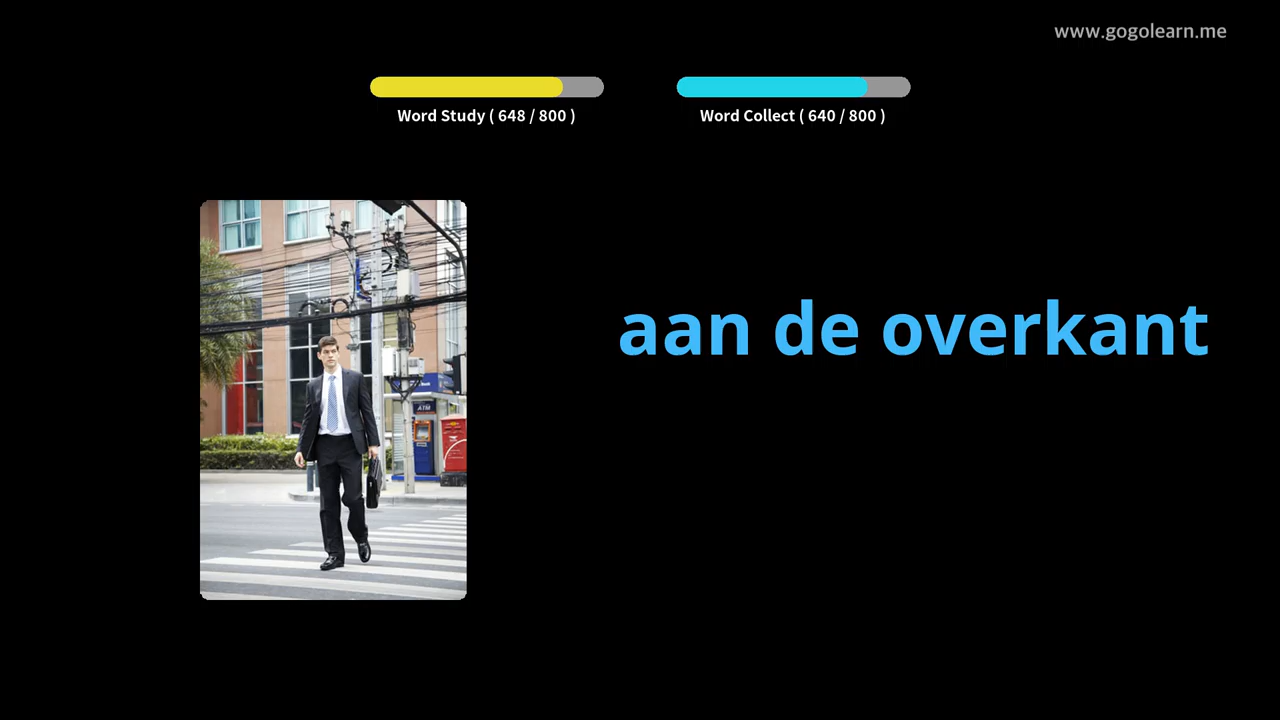 www.gogolearn.me
Word Study ( 648 / 800 )
Word Collect ( 640 / 800 )
aan de overkant
ATM